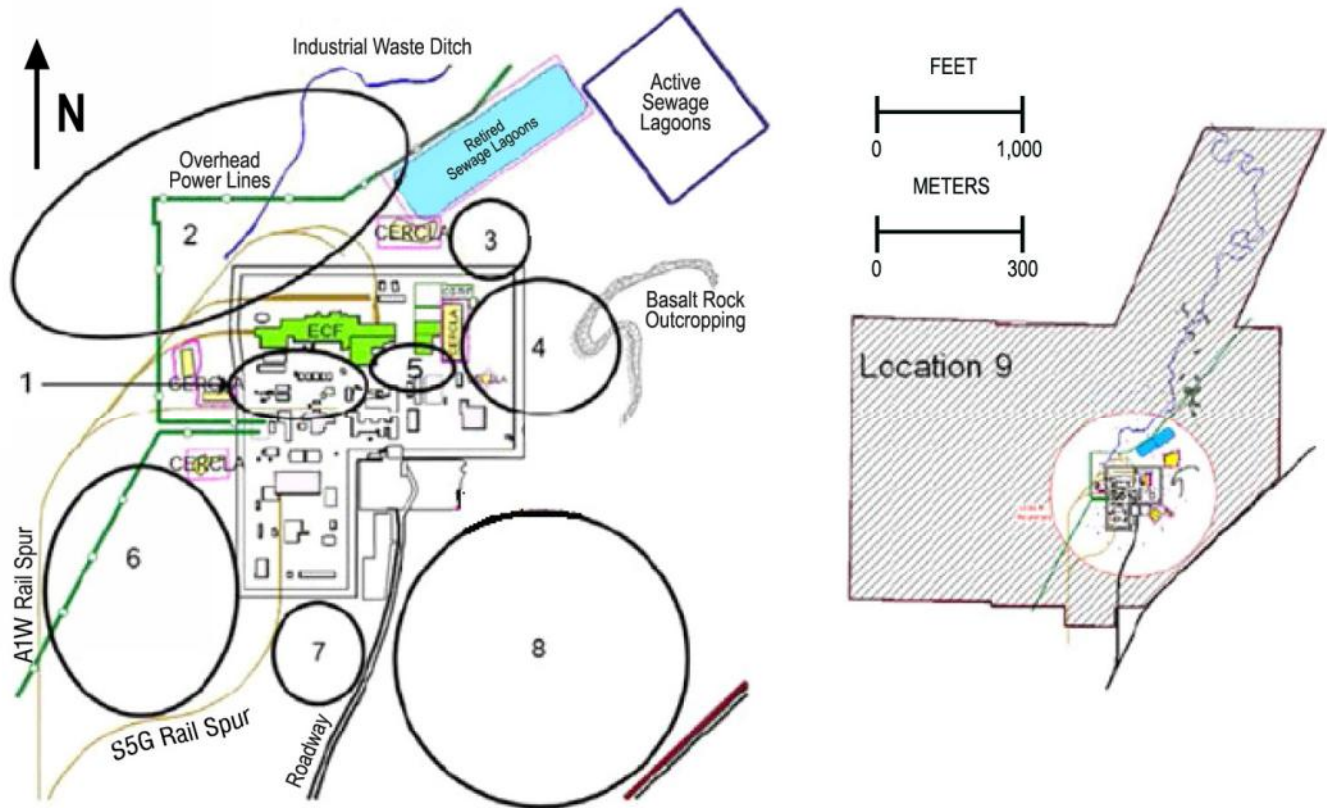 Industrial Waste Ditch
N
Overhead
Power Lines
Retired
Sewage Lagoons
Active
Sewage
Lagoons
2
CERCLA
3
ECF
CERCLA
4
Basalt Rock
Outcropping
1
CERCLA
5
CERCLA
CERCLA
6
A1W Rail Spur
7
8
S5G Rail Spur
Roadway
FEET
0
1,000
METERS
0
300
Location 9